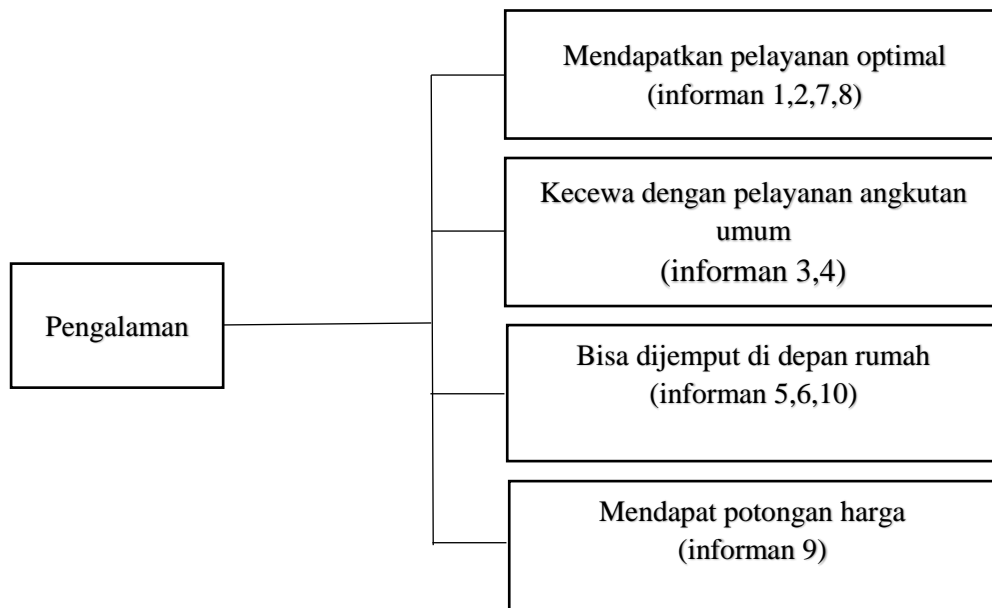 Mendapatkan pelayanan optimal
(informan 1,2,7,8)
Kecewa dengan pelayanan angkutan
umum
(informan 3,4)
Pengalaman
Bisa dijemput di depan rumah
(informan 5,6,10)
Mendapat potongan harga
(informan 9)